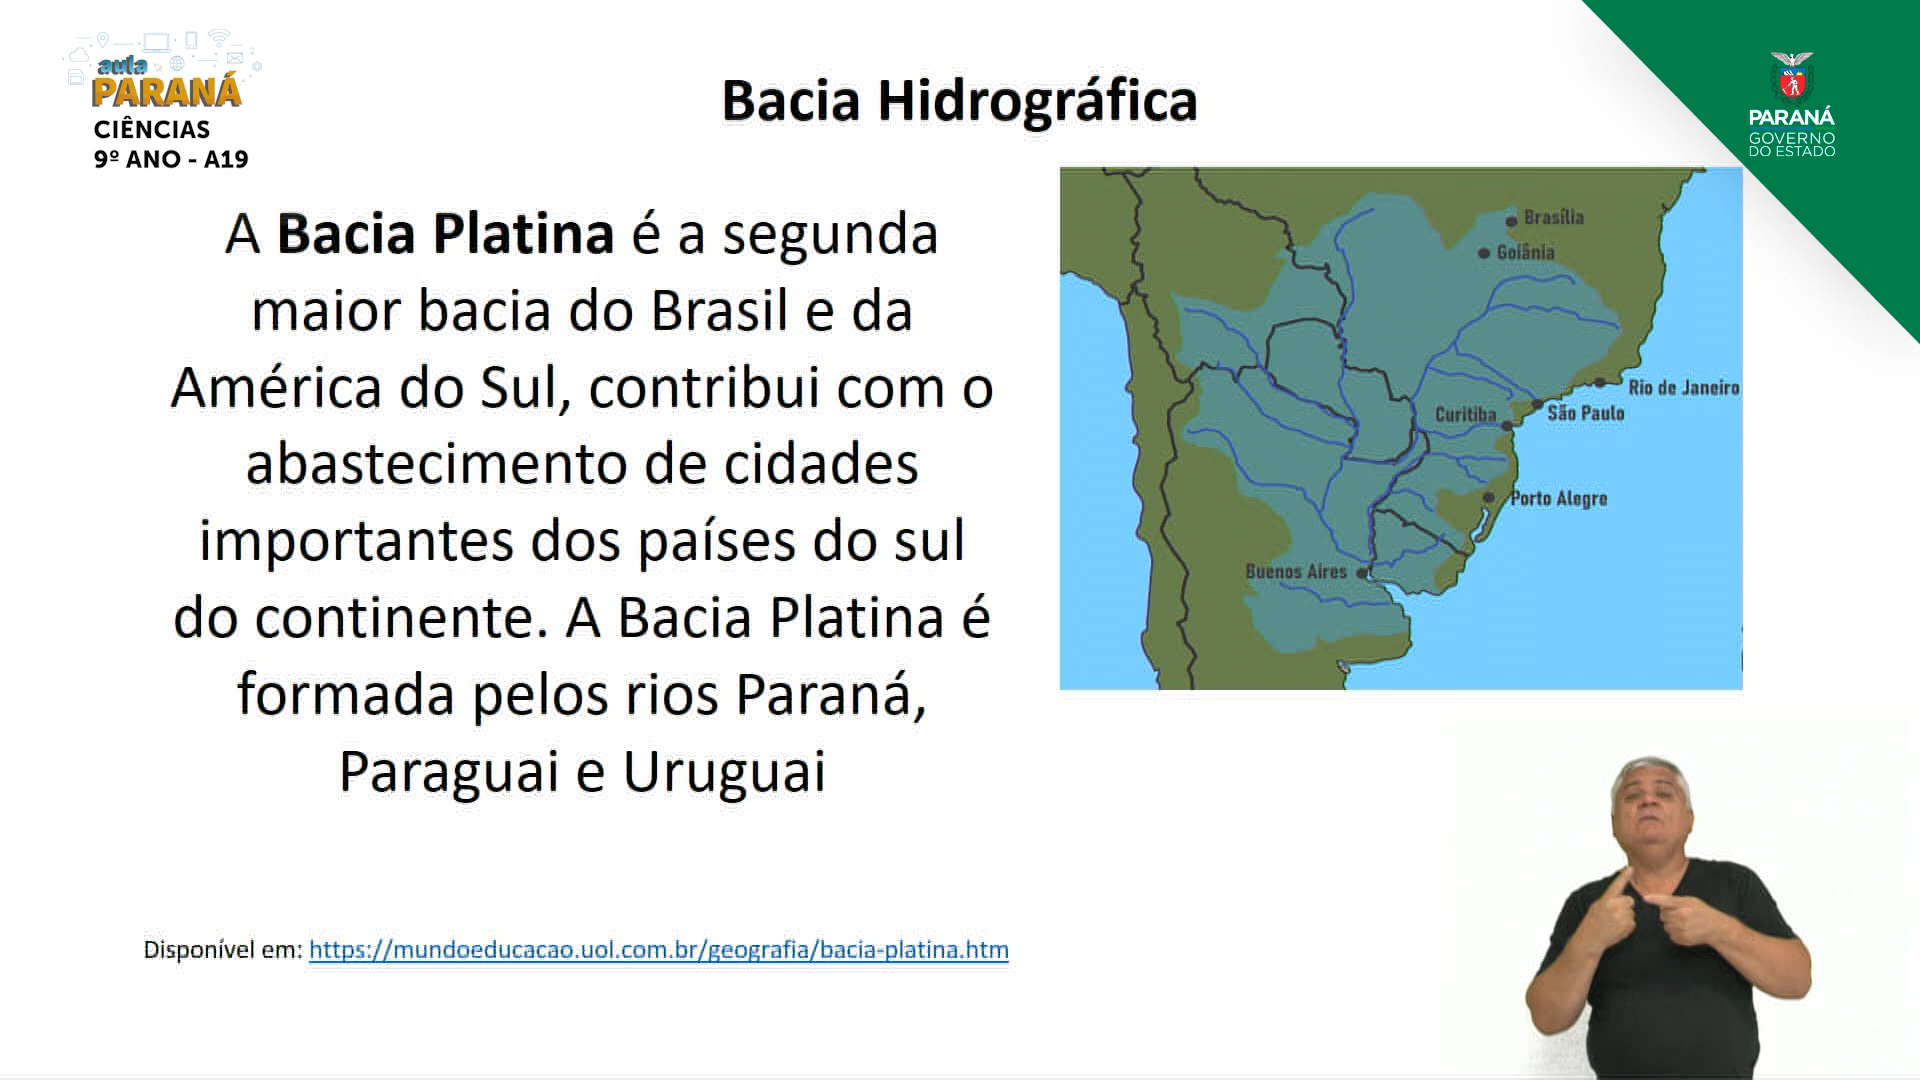 aula
PARANÁ
CIÊNCIAS
9º ANO - A19
Bacia Hidrográfica
PARANÁ
GOVERNO
DO ESTADO
A Bacia Platina é a segunda
maior bacia do Brasil e da
América do Sul, contribui com o
abastecimento de cidades
importantes dos países do sul
do continente. A Bacia Platina é
formada pelos rios Paraná,
Paraguai e Uruguai
Brasília
Goiânia
Rio de Janeiro
São Paulo
Curitiba
Porto Alegre
Buenos Aires
Disponível em: https://mundoeducacao.uol.com.br/geografia/bacia-platina.htm